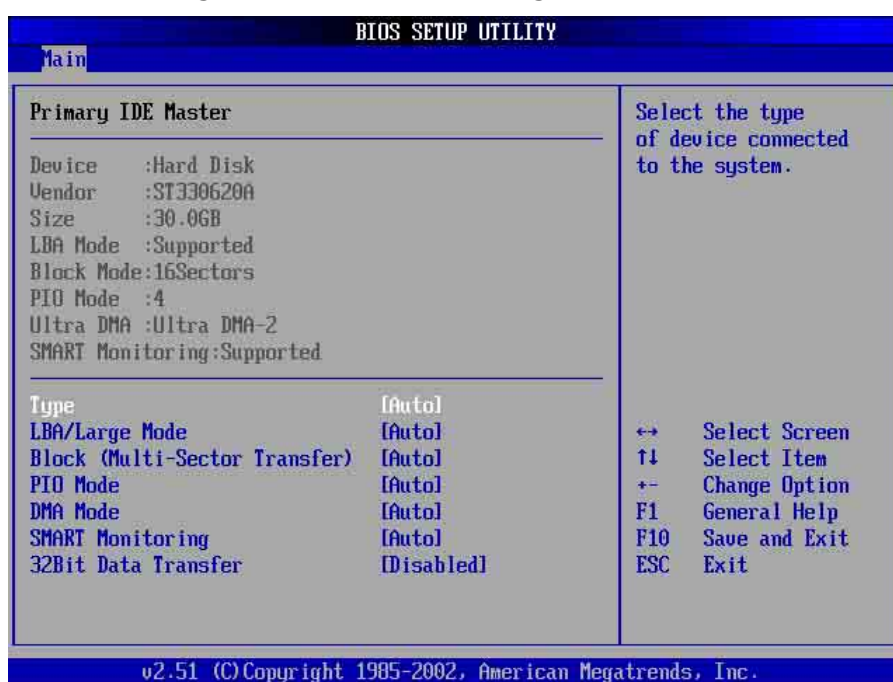 BIOS SETUP UTILITY
Main
Primary IDE Master
Device :Hard Disk
Vendor :ST330620A
Size :30.0GB
LBA Mode :Supported
Block Mode:16Sectors
PIO Mode :4
Ultra DMA :Ultra DMA-2
SMART Monitoring:Supported
Type [Auto]
LBA/Large Mode [Auto]
Block (Multi-Sector Transfer) [Auto]
PIO Mode [Auto]
DMA Mode [Auto]
SMART Monitoring [Auto]
32Bit Data Transfer [Disabled]
Select the type
of device connected
to the system.
←→ Select Screen
↑↓ Select Item
+- Change Option
F1 General Help
F10 Save and Exit
ESC Exit
v2.51 (C)Copyright 1985-2002, American Megatrends, Inc.